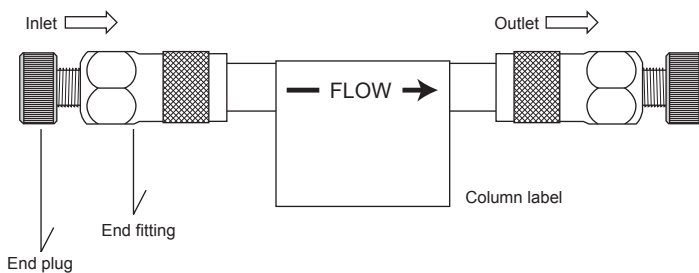 Inlet
Outlet
FLOW
Column label
End fitting
End plug